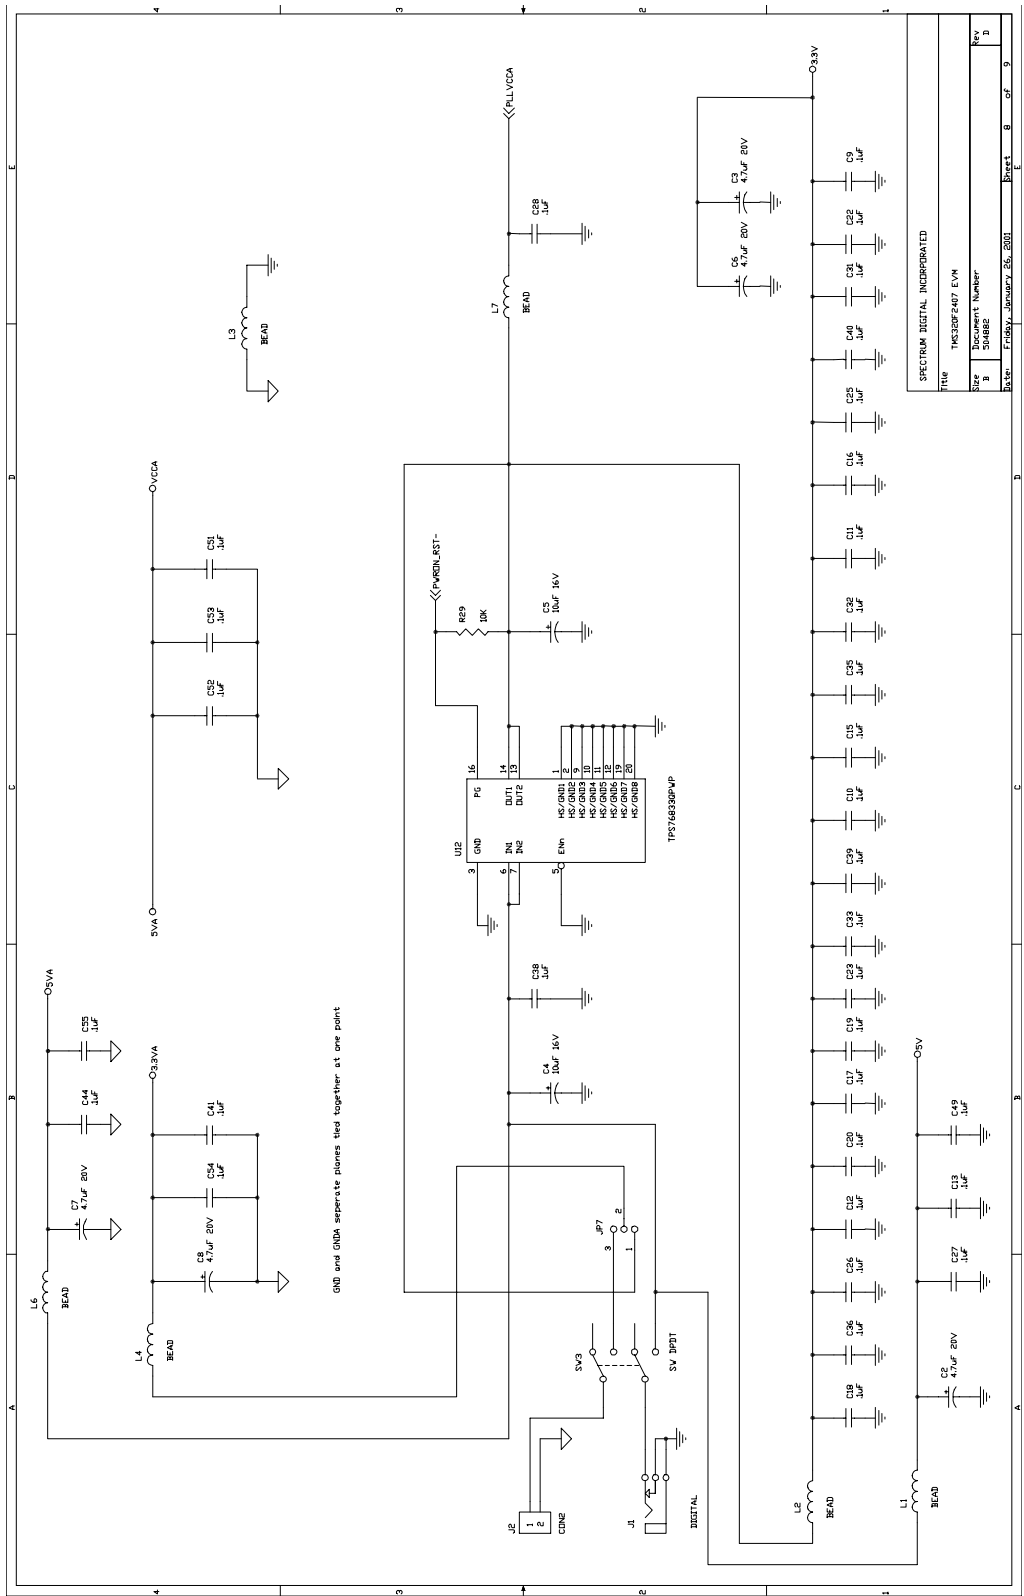 4
3
2
1
E
D
C
B
A
5VA
L6
BEAD
C7
4.7uF 20V
C44
.1uF
C55
.1uF
L4
BEAD
C8
4.7uF 20V
C54
.1uF
C41
.1uF
3.3VA
5VA
VCCA
C52
.1uF
C53
.1uF
C51
.1uF
L3
BEAD
GND and GNDA seperate planes tied together at one point
J2
1
2
CON2
J1
DIGITAL
SW3
SW DPDT
JP7
3
2
1
C4
10uF 16V
C38
.1uF
U12
3
GND
6
IN1
7
IN2
5
ENn
PG
16
OUT1
14
OUT2
13
HS/GND1
1
HS/GND2
2
HS/GND3
9
HS/GND4
10
HS/GND5
11
HS/GND6
12
HS/GND7
19
HS/GND8
20
TPS76833QPWP
PWRON_RST-
R29
10K
C5
10uF 16V
L7
BEAD
C28
.1uF
PLLVCCA
C6
4.7uF 20V
C3
4.7uF 20V
3.3V
L2
BEAD
C18
.1uF
C36
.1uF
C26
.1uF
C12
.1uF
C20
.1uF
C17
.1uF
C19
.1uF
C23
.1uF
C33
.1uF
C39
.1uF
C10
.1uF
C15
.1uF
C35
.1uF
C32
.1uF
C11
.1uF
C16
.1uF
C25
.1uF
C40
.1uF
C31
.1uF
C22
.1uF
C9
.1uF
L1
BEAD
C2
4.7uF 20V
C27
.1uF
C13
.1uF
C49
.1uF
5V
SPECTRUM DIGITAL INCORPORATED
Title
TMS320F2407 EVM
Size
B
Document Number
504882
Rev
D
Date: Friday, January 26, 2001 Sheet 8 of 9
A
B
C
D
E
4
3
2
1